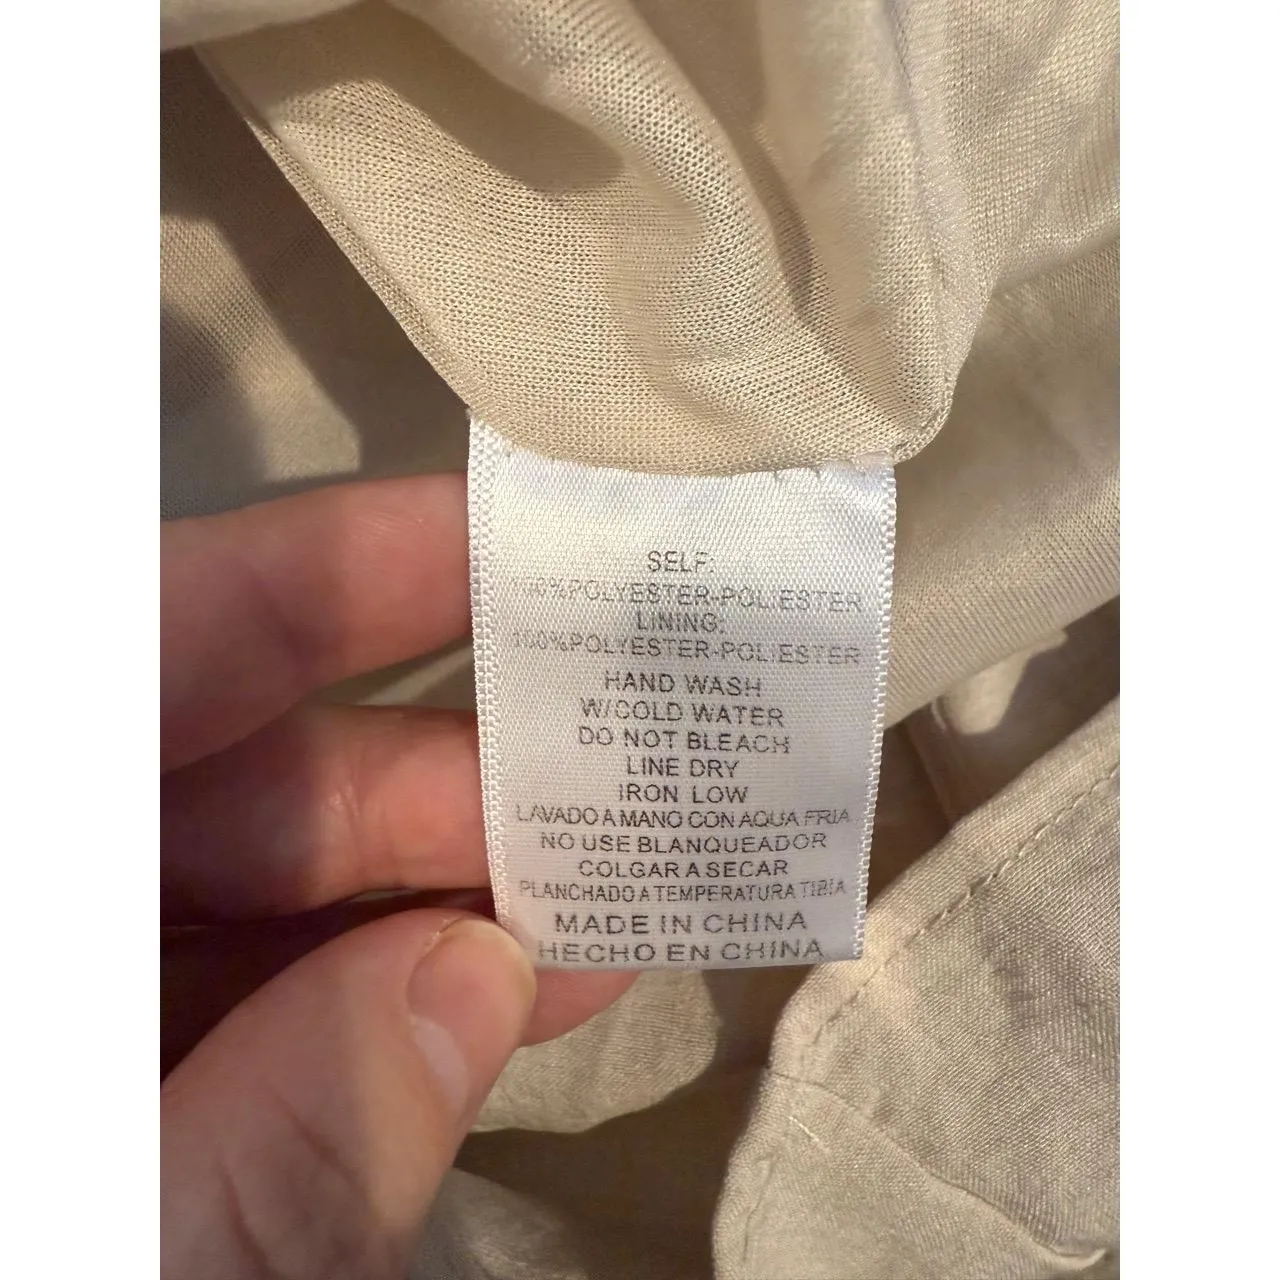 SELF:
100%POLYESTER-POLIESTER
LINING:
100%POLYESTER-POLIESTER
HAND WASH
W/COLD WATER
DO NOT BLEACH
LINE DRY
IRON LOW
LAVADO A MANO CON AQUA FRIA
NO USE BLANQUEADOR
COLGAR A SECAR
PLANCHADO A TEMPERATURA TIBIA
MADE IN CHINA
HECHO EN CHINA